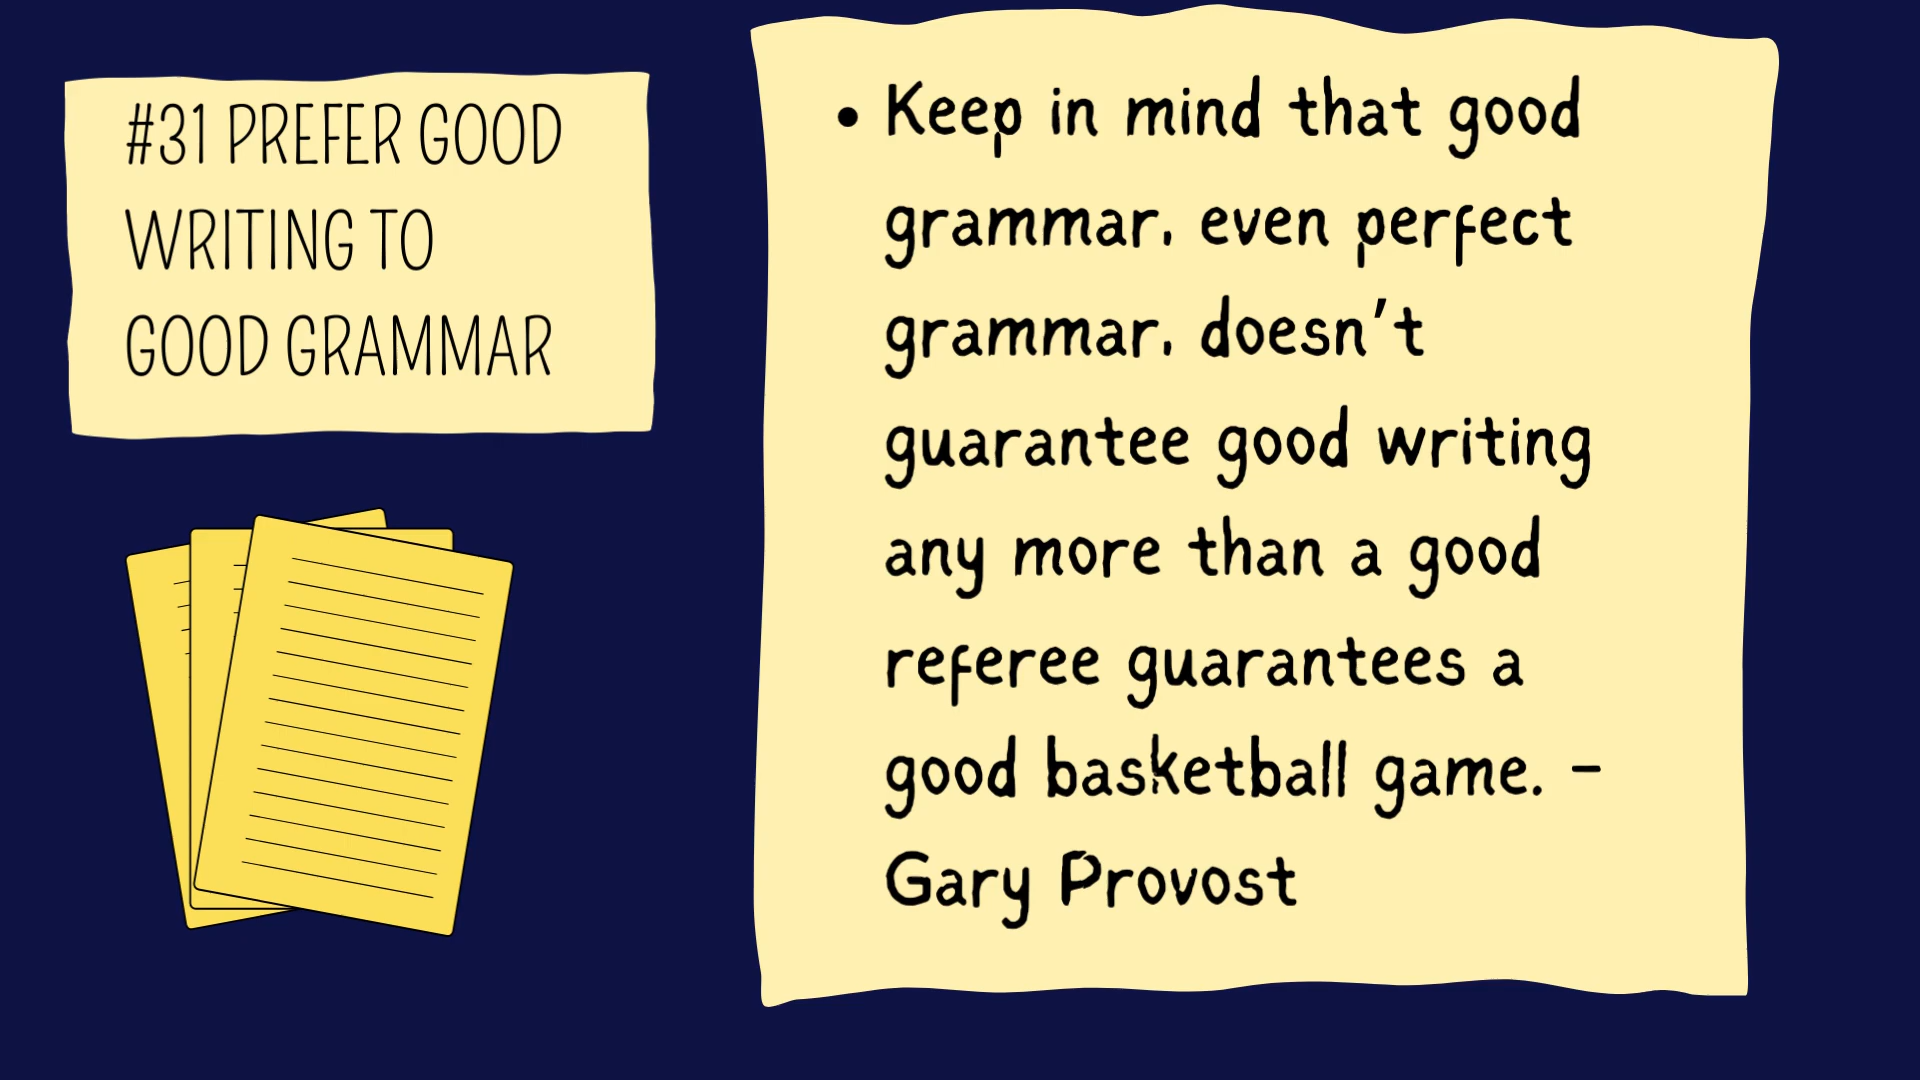 #31 PREFER GOOD
WRITING TO
GOOD GRAMMAR
• Keep in mind that good
grammar, even perfect
grammar, doesn't
guarantee good writing
any more than a good
referee guarantees a
good basketball game. –
Gary Provost